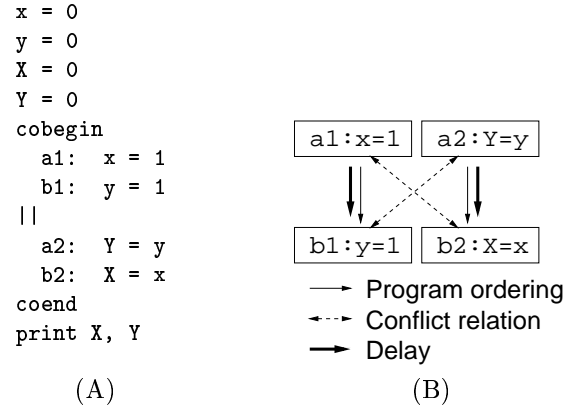 x = 0
y = 0
X = 0
Y = 0
cobegin
a1: x = 1
b1: y = 1
||
a2: Y = y
b2: X = x
coend
print X, Y
(A)
a1:x=1 a2:Y=y
b1:y=1 b2:X=x
Program ordering
Conflict relation
Delay
(B)